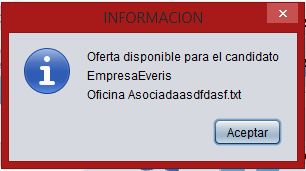 INFORMACION
Oferta disponible para el candidato
EmpresaEveris
Oficina Asociadaasdfdasf.txt
Aceptar